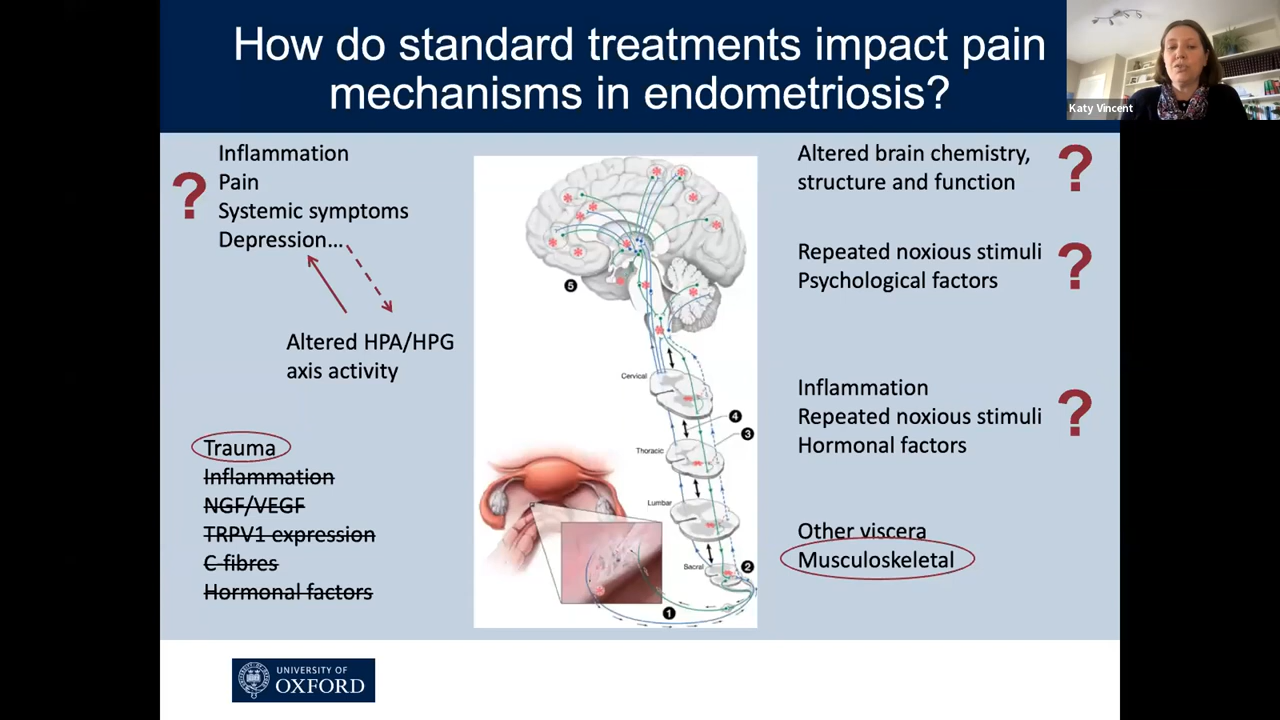 How do standard treatments impact pain
mechanisms in endometriosis?
Katy Vincent
Inflammation
Pain
Systemic symptoms
Depression...
?
Altered HPA/HPG
axis activity
Trauma
Inflammation
NGF/VEGF
TRPV1 expression
C-fibres
Hormonal factors
5
Cervical
4
3
Thoracic
Lumbar
Sacral
2
1
Altered brain chemistry,
structure and function
?
Repeated noxious stimuli
Psychological factors
?
Inflammation
Repeated noxious stimuli
Hormonal factors
?
Other viscera
Musculoskeletal
UNIVERSITY OF
OXFORD